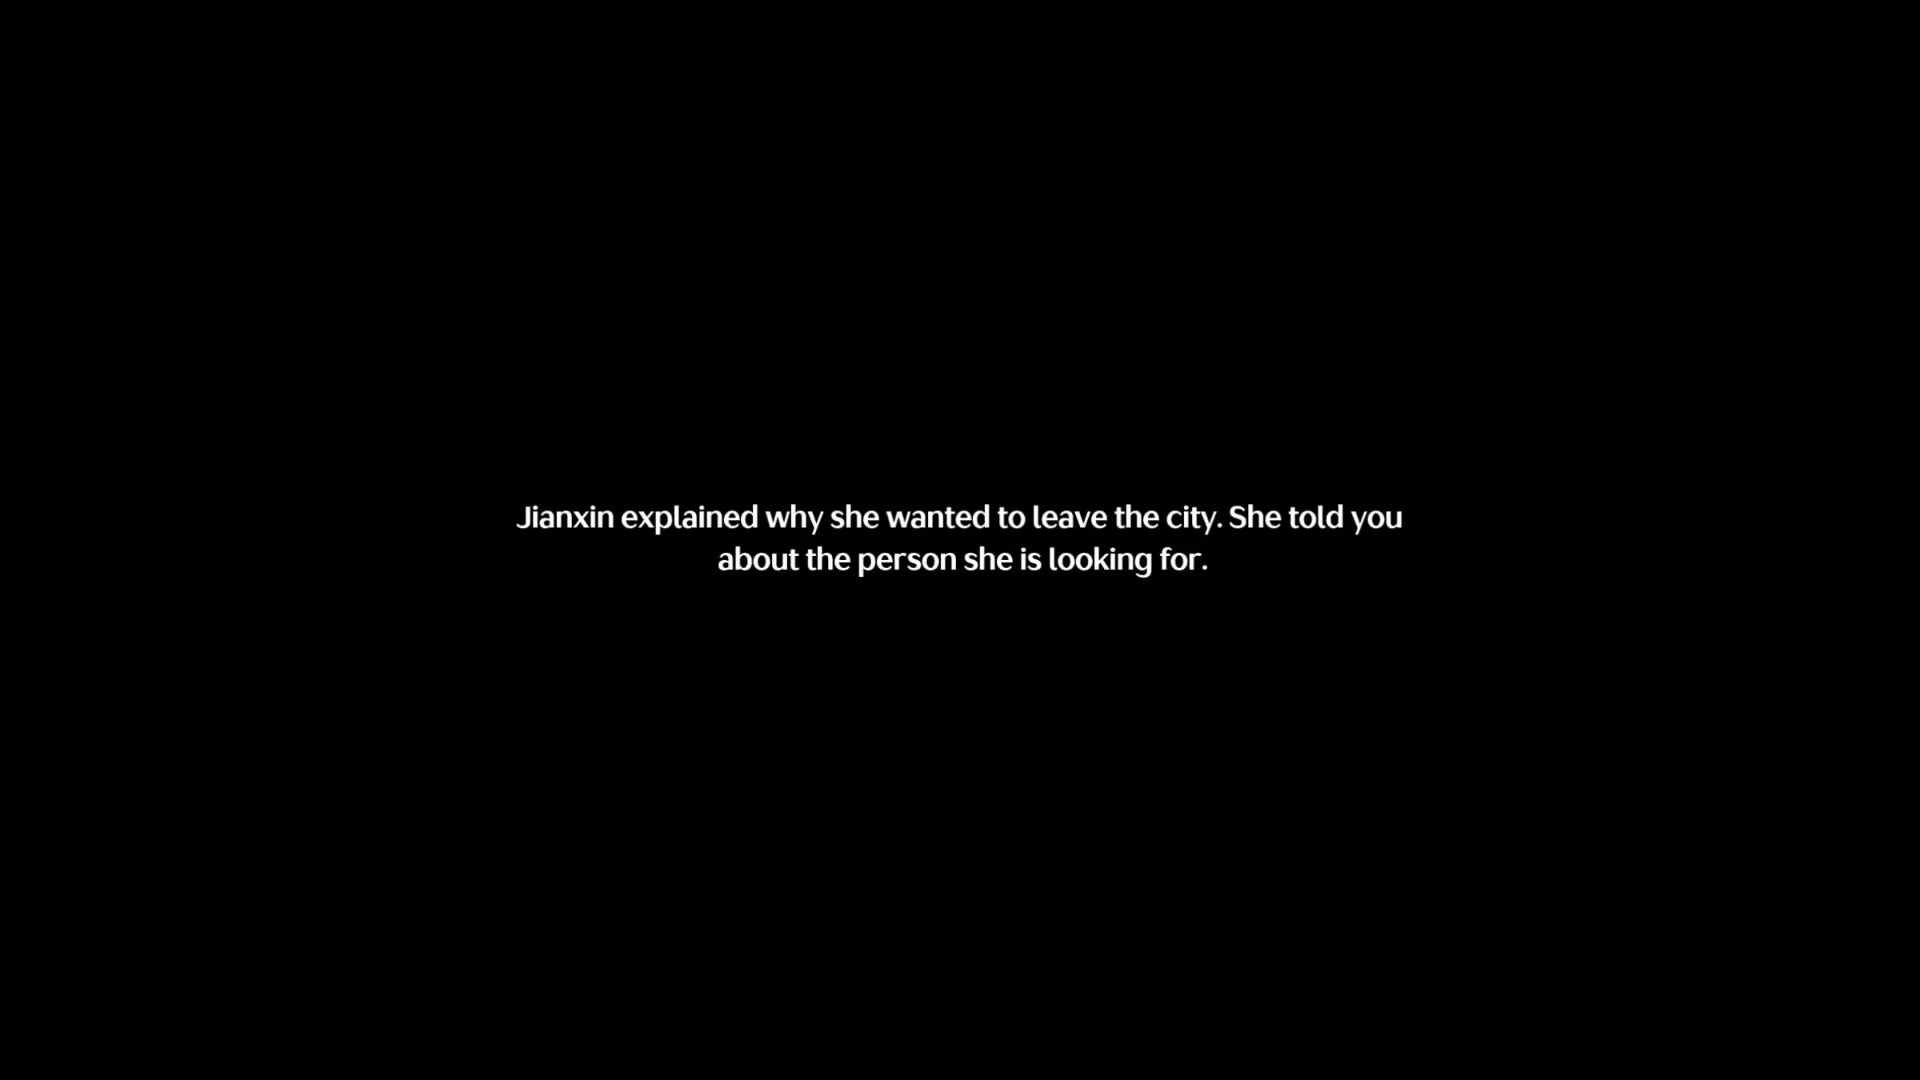 Jianxin explained why she wanted to leave the city. She told you
about the person she is looking for.